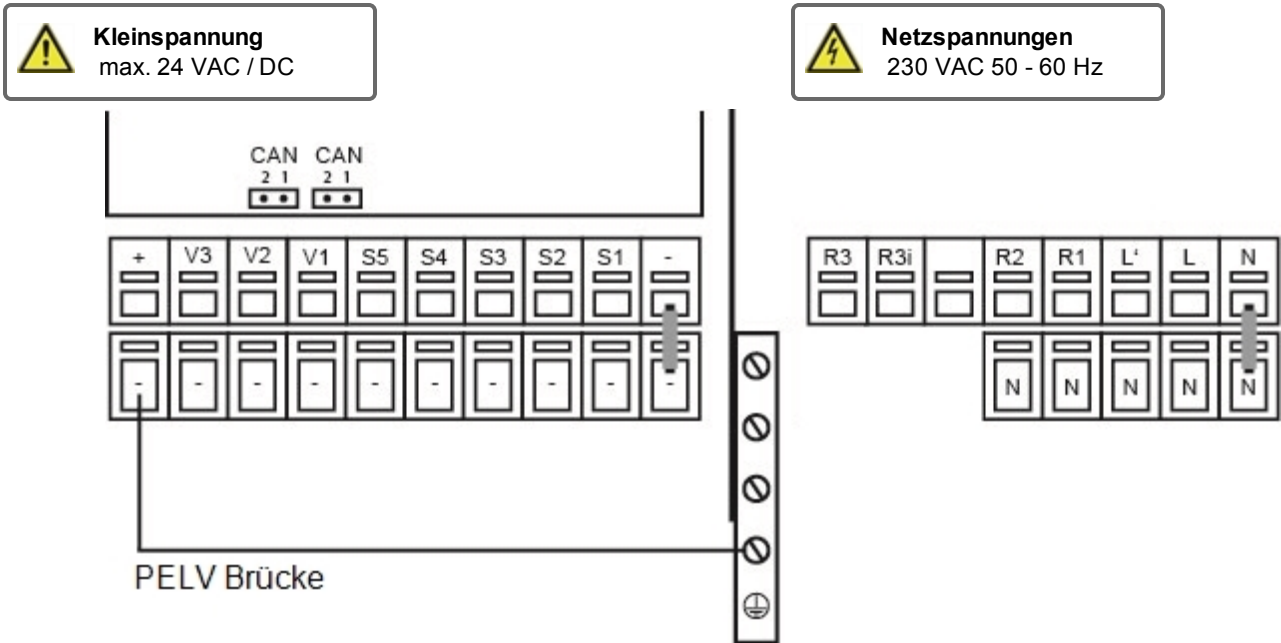 Kleinspannung
max. 24 VAC / DC
Netzspannungen
230 VAC 50 - 60 Hz
CAN CAN
2 1 2 1
+ V3 V2 V1 S5 S4 S3 S2 S1 -
- - - - - - - - - -
R3 R3i R2 R1 L‘ L N
N N N N N
PELV Brücke